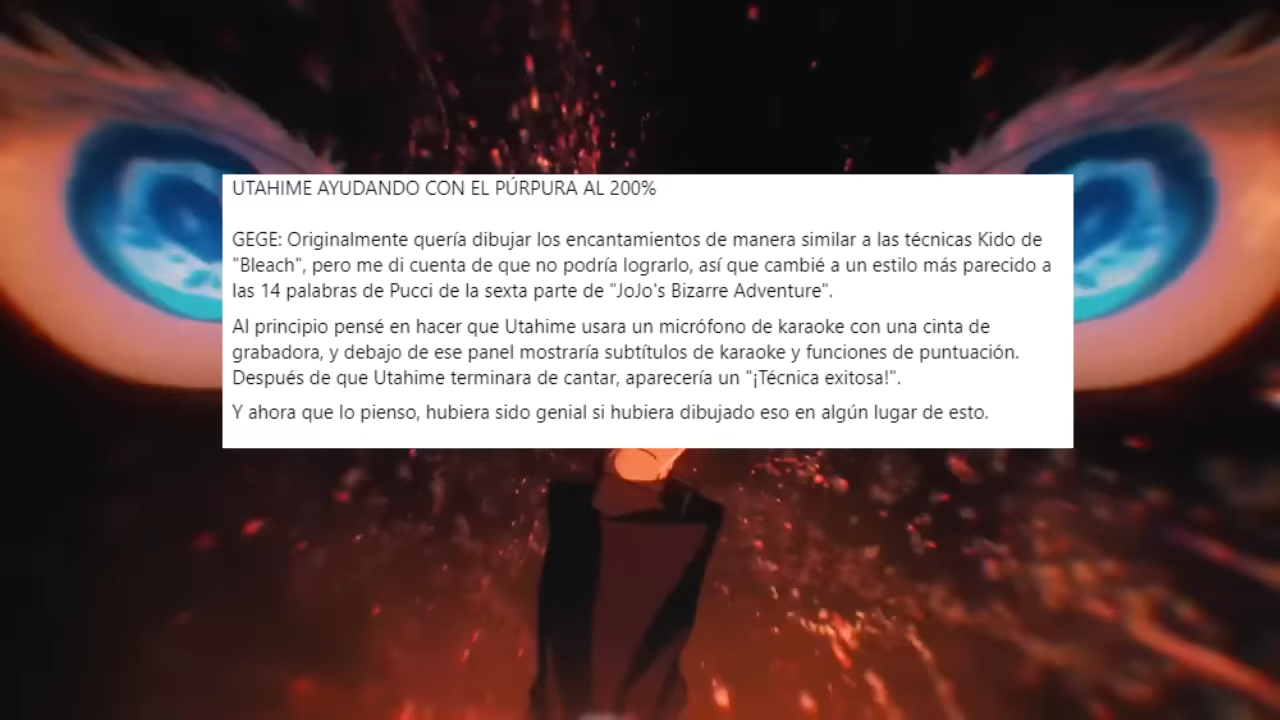 UTAHIME AYUDANDO CON EL PÚRPURA AL 200%
GEGE: Originalmente quería dibujar los encantamientos de manera similar a las técnicas Kido de
"Bleach", pero me di cuenta de que no podría lograrlo, así que cambié a un estilo más parecido a
las 14 palabras de Pucci de la sexta parte de "JoJo's Bizarre Adventure".
Al principio pensé en hacer que Utahime usara un micrófono de karaoke con una cinta de
grabadora, y debajo de ese panel mostraría subtítulos de karaoke y funciones de puntuación.
Después de que Utahime terminara de cantar, aparecería un "¡Técnica exitosa!".
Y ahora que lo pienso, hubiera sido genial si hubiera dibujado eso en algún lugar de esto.